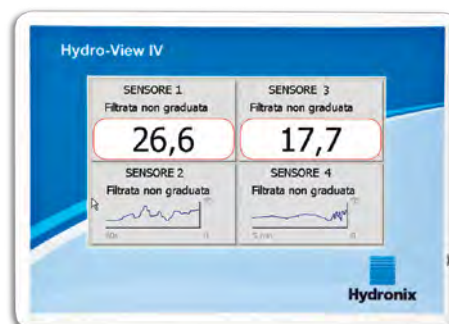 Hydro-View IV
SENSORE 1
Filtrata non graduata
26,6
SENSORE 3
Filtrata non graduata
17,7
SENSORE 2
Filtrata non graduata
SENSORE 4
Filtrata non graduata
0
5 min
0
Hydronix